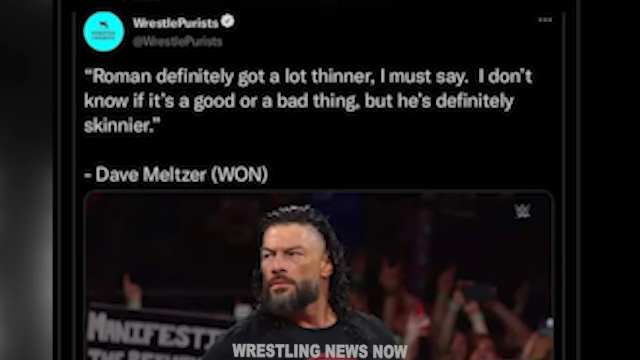 WrestlePurists
@WrestlePurists
“Roman definitely got a lot thinner, I must say. I don’t
know if it’s a good or a bad thing, but he’s definitely
skinnier.”
- Dave Meltzer (WON)
W
MANIFEST
WRESTLING NEWS NOW